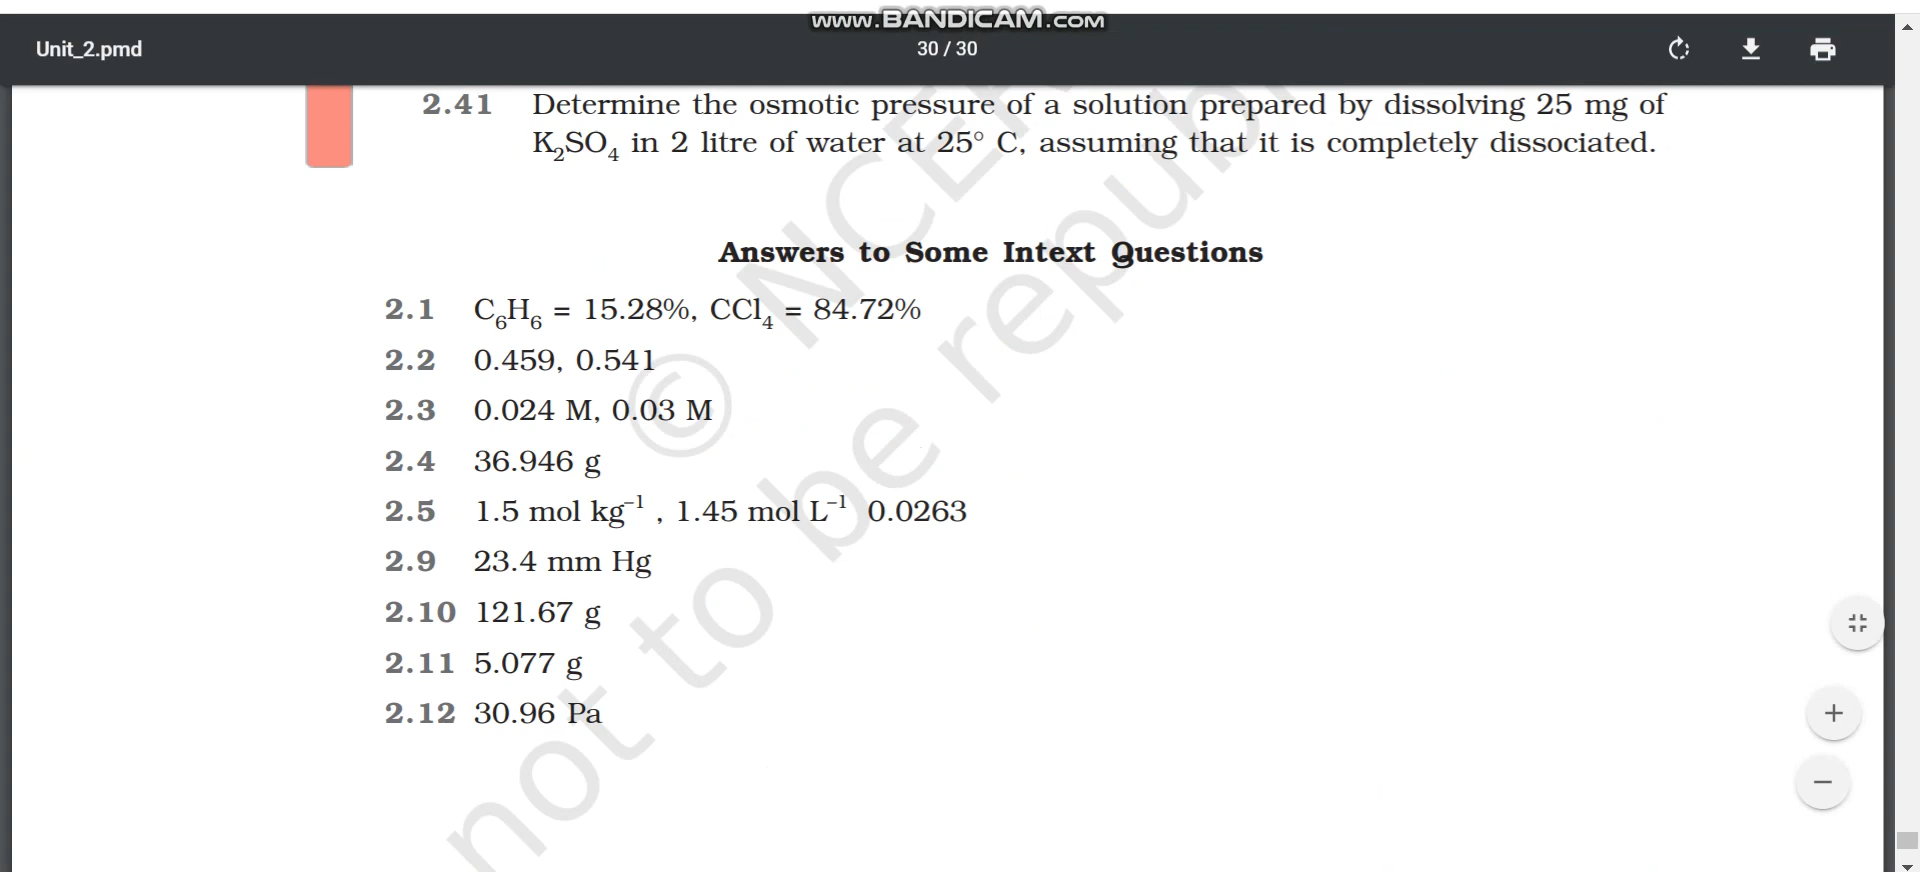 www.BANDICAM.COM
Unit_2.pmd
30 / 30
2.41 Determine the osmotic pressure of a solution prepared by dissolving 25 mg of
K₂SO₄ in 2 litre of water at 25° C, assuming that it is completely dissociated.
Answers to Some Intext Questions
2.1 C₆H₆ = 15.28%, CCl₄ = 84.72%
2.2 0.459, 0.541
2.3 0.024 M, 0.03 M
2.4 36.946 g
2.5 1.5 mol kg⁻¹ , 1.45 mol L⁻¹ 0.0263
2.9 23.4 mm Hg
2.10 121.67 g
2.11 5.077 g
2.12 30.96 Pa
© NCER
not to be republi